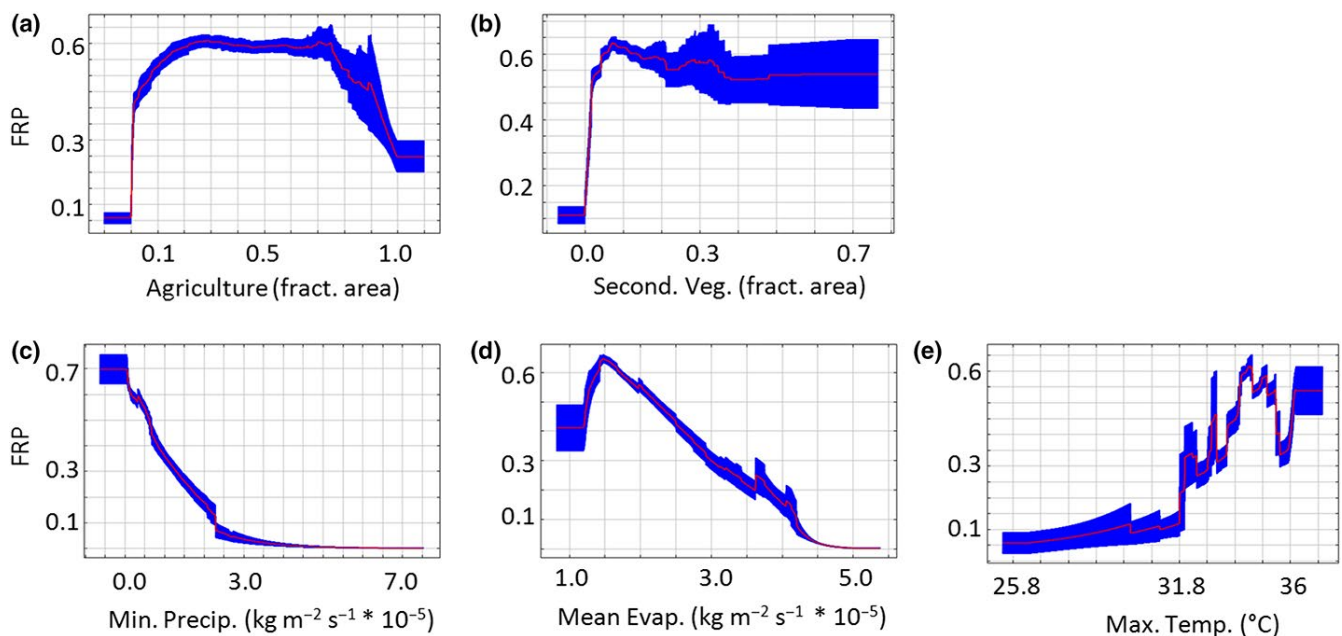 (a)
0.6
0.3
0.1
FRP
0.1 0.5 1.0
Agriculture (fract. area)
(b)
0.6
0.4
0.2
0.0 0.3 0.7
Second. Veg. (fract. area)
(c)
0.7
0.3
0.1
FRP
0.0 3.0 7.0
Min. Precip. (kg m⁻² s⁻¹ * 10⁻⁵)
(d)
0.6
0.3
0.1
1.0 3.0 5.0
Mean Evap. (kg m⁻² s⁻¹ * 10⁻⁵)
(e)
0.6
0.3
0.1
25.8 31.8 36
Max. Temp. (°C)